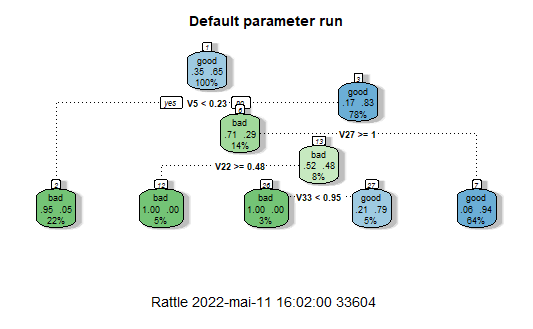 Default parameter run
1
good
.35 .65
100%
yes
V5 < 0.23
3
good
.17 .83
78%
6
bad
.71 .29
14%
V27 >= 1
13
bad
.52 .48
8%
V22 >= 0.48
2
bad
.95 .05
22%
12
bad
1.00 .00
5%
26
bad
1.00 .00
3%
V33 < 0.95
27
good
.21 .79
5%
7
good
.06 .94
64%
Rattle 2022-mai-11 16:02:00 33604